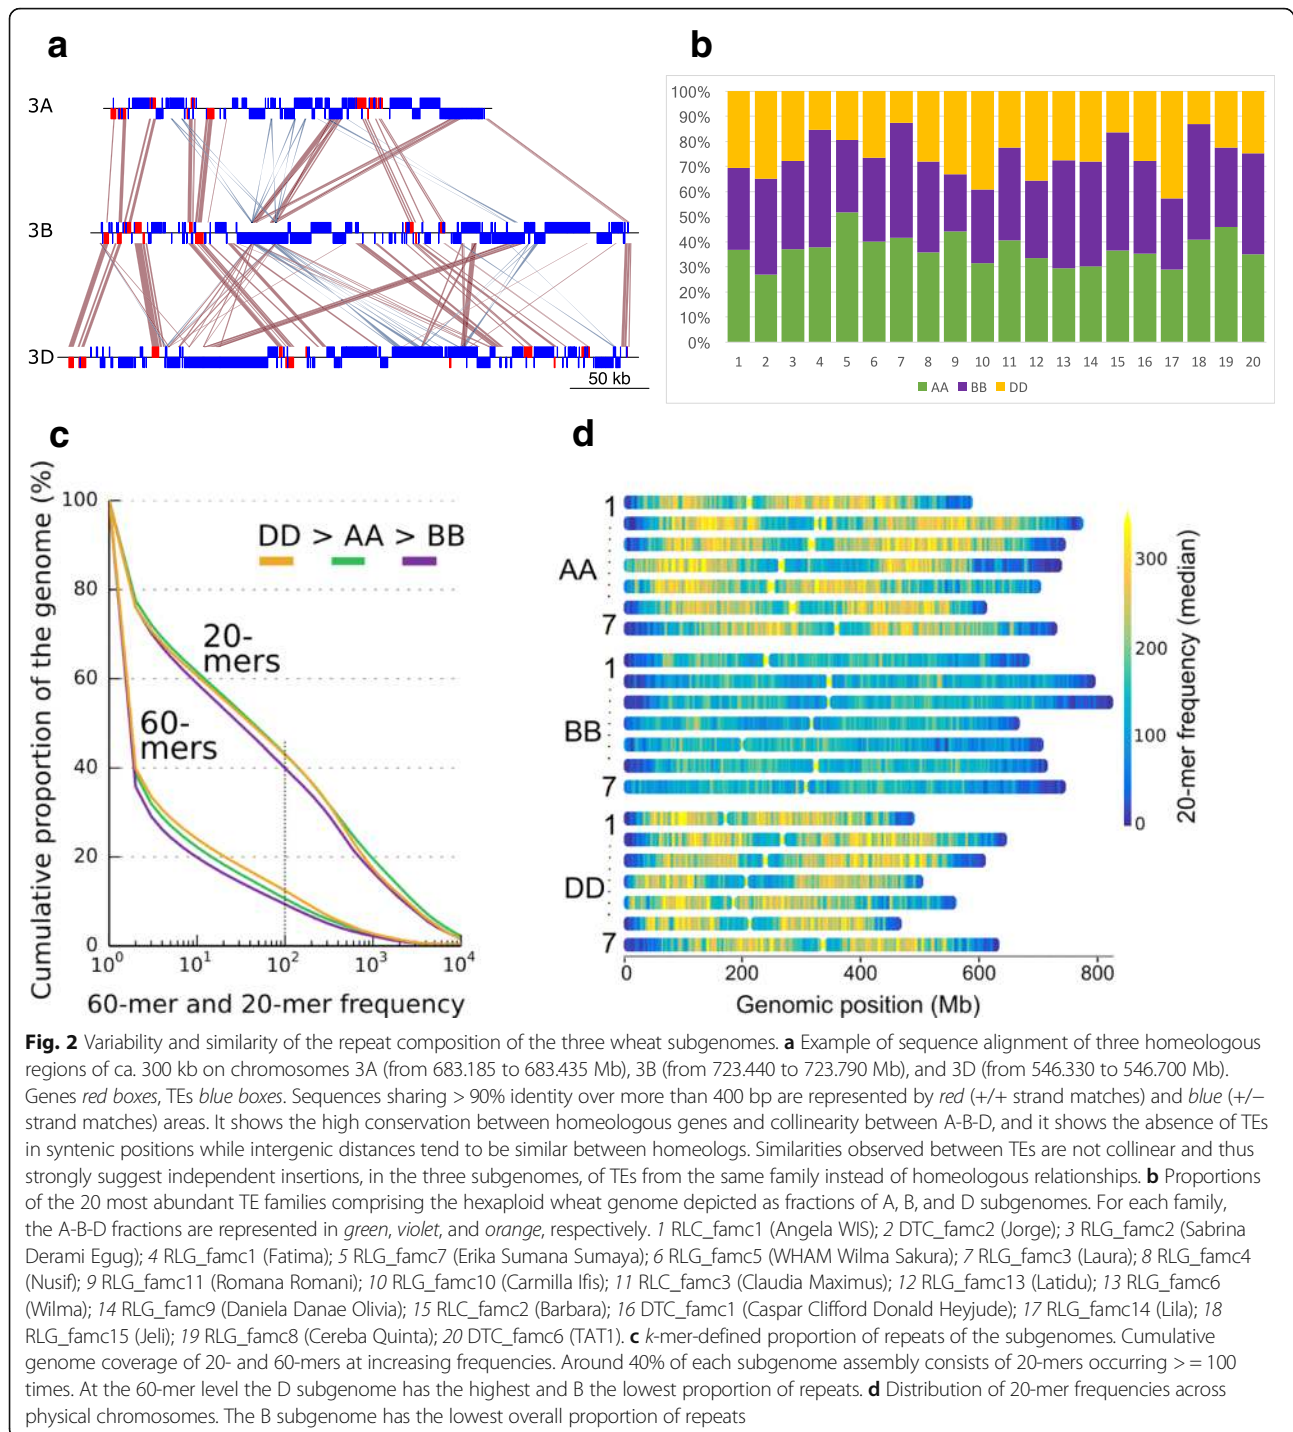 a
3A
3B
3D
50 kb
b
100%
90%
80%
70%
60%
50%
40%
30%
20%
10%
0%
1 2 3 4 5 6 7 8 9 10 11 12 13 14 15 16 17 18 19 20
AA BB DD
c
Cumulative proportion of the genome (%)
100
80
60
40
20
0
DD > AA > BB
20-
mers
60-
mers
10⁰ 10¹ 10² 10³ 10⁴
60-mer and 20-mer frequency
d
1
AA
7
1
BB
7
1
DD
7
0 200 400 600 800
Genomic position (Mb)
300
200
100
0
20-mer frequency (median)
Fig. 2 Variability and similarity of the repeat composition of the three wheat subgenomes. a Example of sequence alignment of three homeologous
regions of ca. 300 kb on chromosomes 3A (from 683.185 to 683.435 Mb), 3B (from 723.440 to 723.790 Mb), and 3D (from 546.330 to 546.700 Mb).
Genes red boxes, TEs blue boxes. Sequences sharing > 90% identity over more than 400 bp are represented by red (+/+ strand matches) and blue (+/−
strand matches) areas. It shows the high conservation between homeologous genes and collinearity between A-B-D, and it shows the absence of TEs
in syntenic positions while intergenic distances tend to be similar between homeologs. Similarities observed between TEs are not collinear and thus
strongly suggest independent insertions, in the three subgenomes, of TEs from the same family instead of homeologous relationships. b Proportions
of the 20 most abundant TE families comprising the hexaploid wheat genome depicted as fractions of A, B, and D subgenomes. For each family,
the A-B-D fractions are represented in green, violet, and orange, respectively. 1 RLC_famc1 (Angela WIS); 2 DTC_famc2 (Jorge); 3 RLG_famc2 (Sabrina
Derami Egug); 4 RLG_famc1 (Fatima); 5 RLG_famc7 (Erika Sumana Sumaya); 6 RLG_famc5 (WHAM Wilma Sakura); 7 RLG_famc3 (Laura); 8 RLG_famc4
(Nusif); 9 RLG_famc11 (Romana Romani); 10 RLG_famc10 (Carmilla Ifis); 11 RLC_famc3 (Claudia Maximus); 12 RLG_famc13 (Latidu); 13 RLG_famc6
(Wilma); 14 RLG_famc9 (Daniela Danae Olivia); 15 RLC_famc2 (Barbara); 16 DTC_famc1 (Caspar Clifford Donald Heyjude); 17 RLG_famc14 (Lila); 18
RLG_famc15 (Jeli); 19 RLG_famc8 (Cereba Quinta); 20 DTC_famc6 (TAT1). c k-mer-defined proportion of repeats of the subgenomes. Cumulative
genome coverage of 20- and 60-mers at increasing frequencies. Around 40% of each subgenome assembly consists of 20-mers occurring > = 100
times. At the 60-mer level the D subgenome has the highest and B the lowest proportion of repeats. d Distribution of 20-mer frequencies across
physical chromosomes. The B subgenome has the lowest overall proportion of repeats